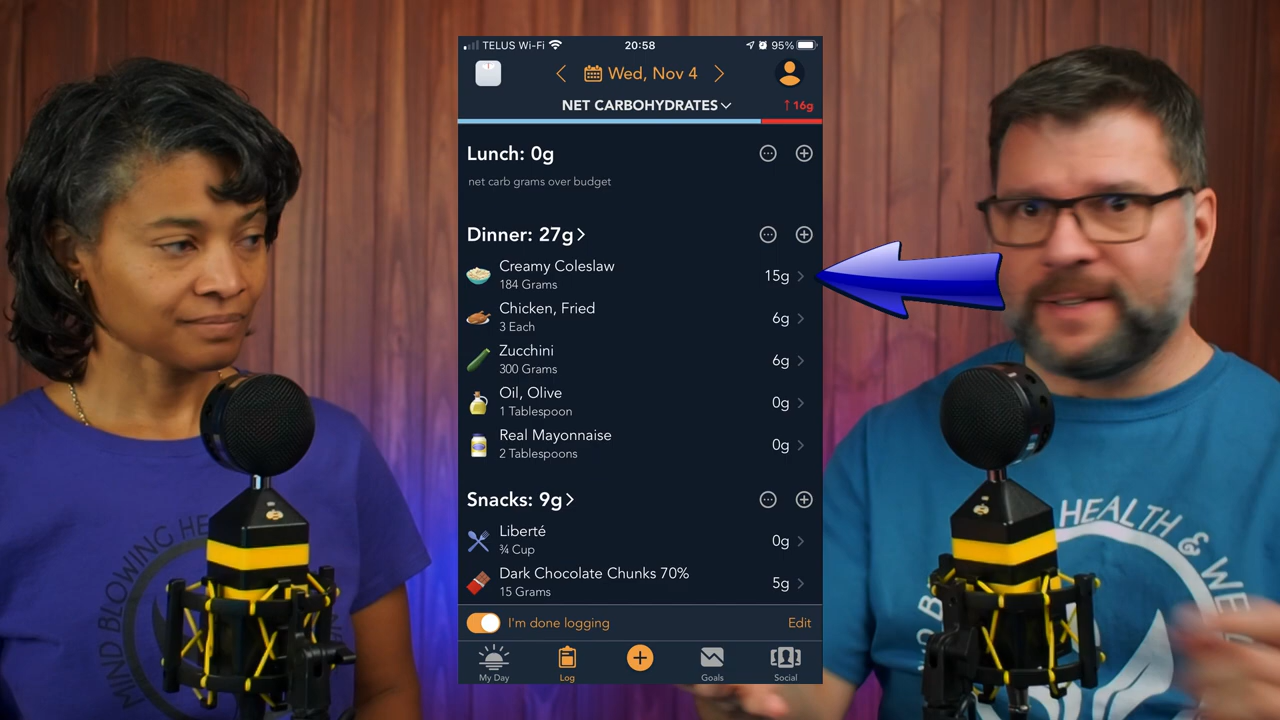 TELUS Wi-Fi 20:58 95%
Wed, Nov 4
NET CARBOHYDRATES ↑16g
Lunch: 0g
net carb grams over budget
Dinner: 27g
Creamy Coleslaw 15g
184 Grams
Chicken, Fried 6g
3 Each
Zucchini 6g
300 Grams
Oil, Olive 0g
1 Tablespoon
Real Mayonnaise 0g
2 Tablespoons
Snacks: 9g
Liberté 0g
¾ Cup
Dark Chocolate Chunks 70% 5g
15 Grams
I'm done logging Edit
My Day Log Goals Social
MIND BLOWING HE
HEALTH & WE